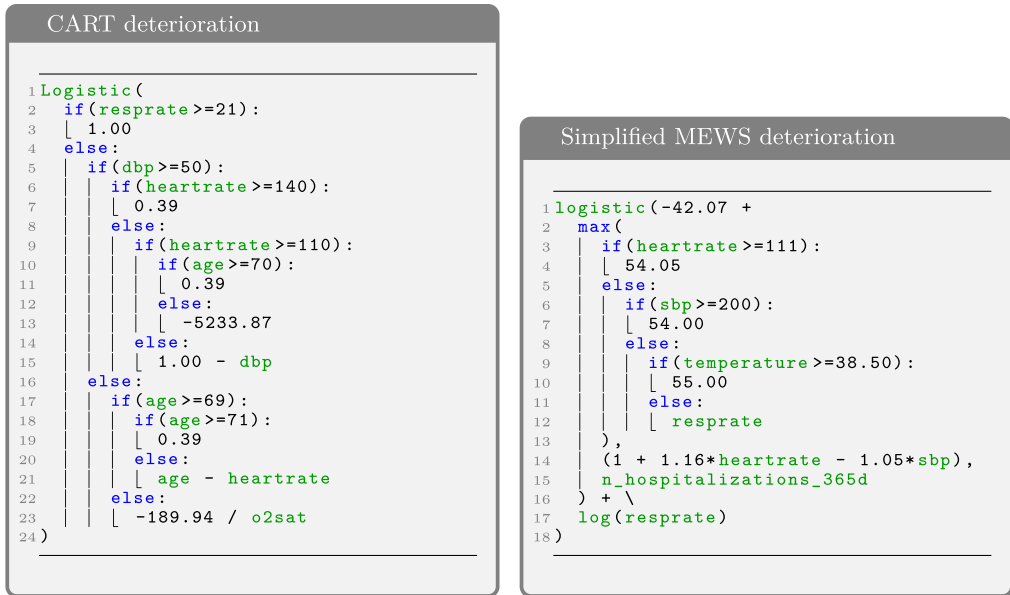 CART deterioration
1 Logistic(
2 if(resprate>=21):
3 1.00
4 else:
5 if(dbp>=50):
6 if(heartrate>=140):
7 0.39
8 else:
9 if(heartrate>=110):
10 if(age>=70):
11 0.39
12 else:
13 -5233.87
14 else:
15 1.00 - dbp
16 else:
17 if(age>=69):
18 if(age>=71):
19 0.39
20 else:
21 age - heartrate
22 else:
23 -189.94 / o2sat
24 )
Simplified MEWS deterioration
1 logistic(-42.07 +
2 max(
3 if(heartrate>=111):
4 54.05
5 else:
6 if(sbp>=200):
7 54.00
8 else:
9 if(temperature>=38.50):
10 55.00
11 else:
12 resprate
13 ),
14 (1 + 1.16*heartrate - 1.05*sbp),
15 n_hospitalizations_365d
16 ) + \
17 log(resprate)
18 )